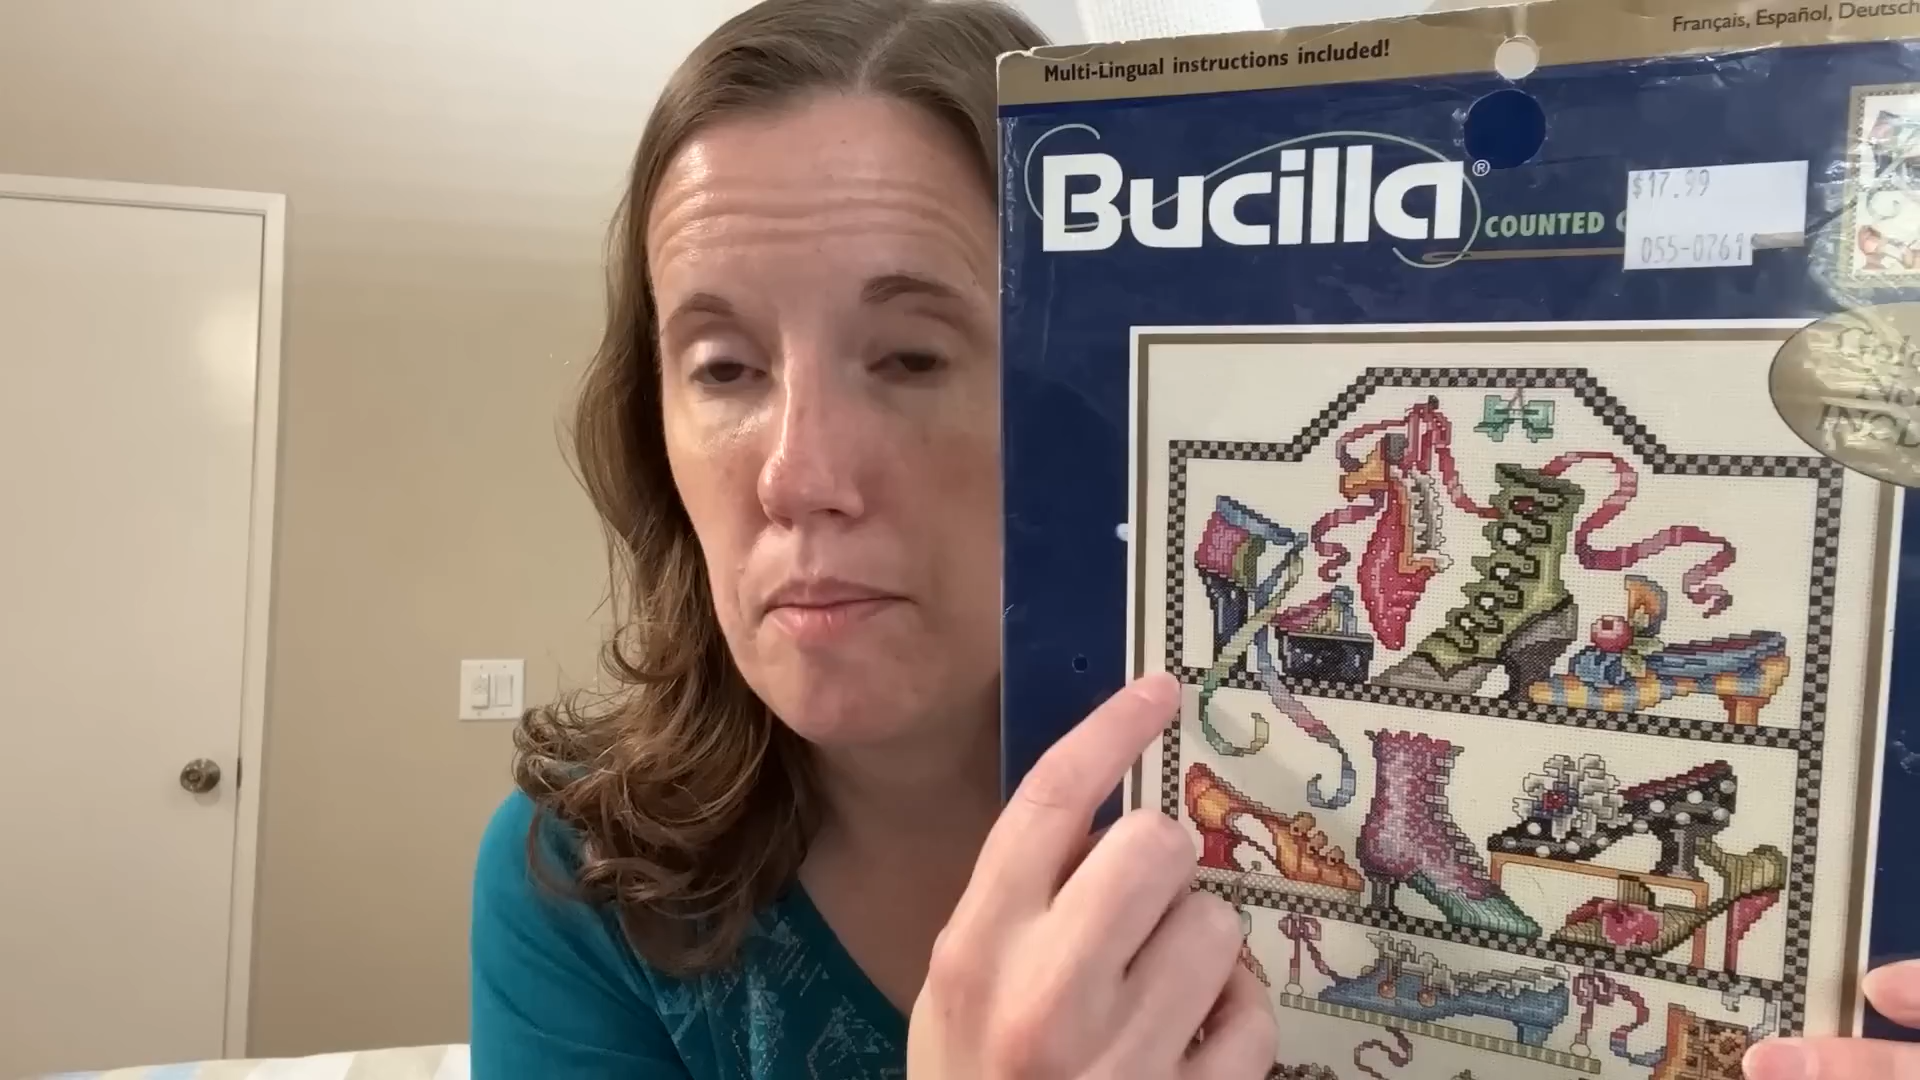 Français, Español, Deutsch
Multi-Lingual instructions included!
Bucilla®
COUNTED
$17.99
055-0761